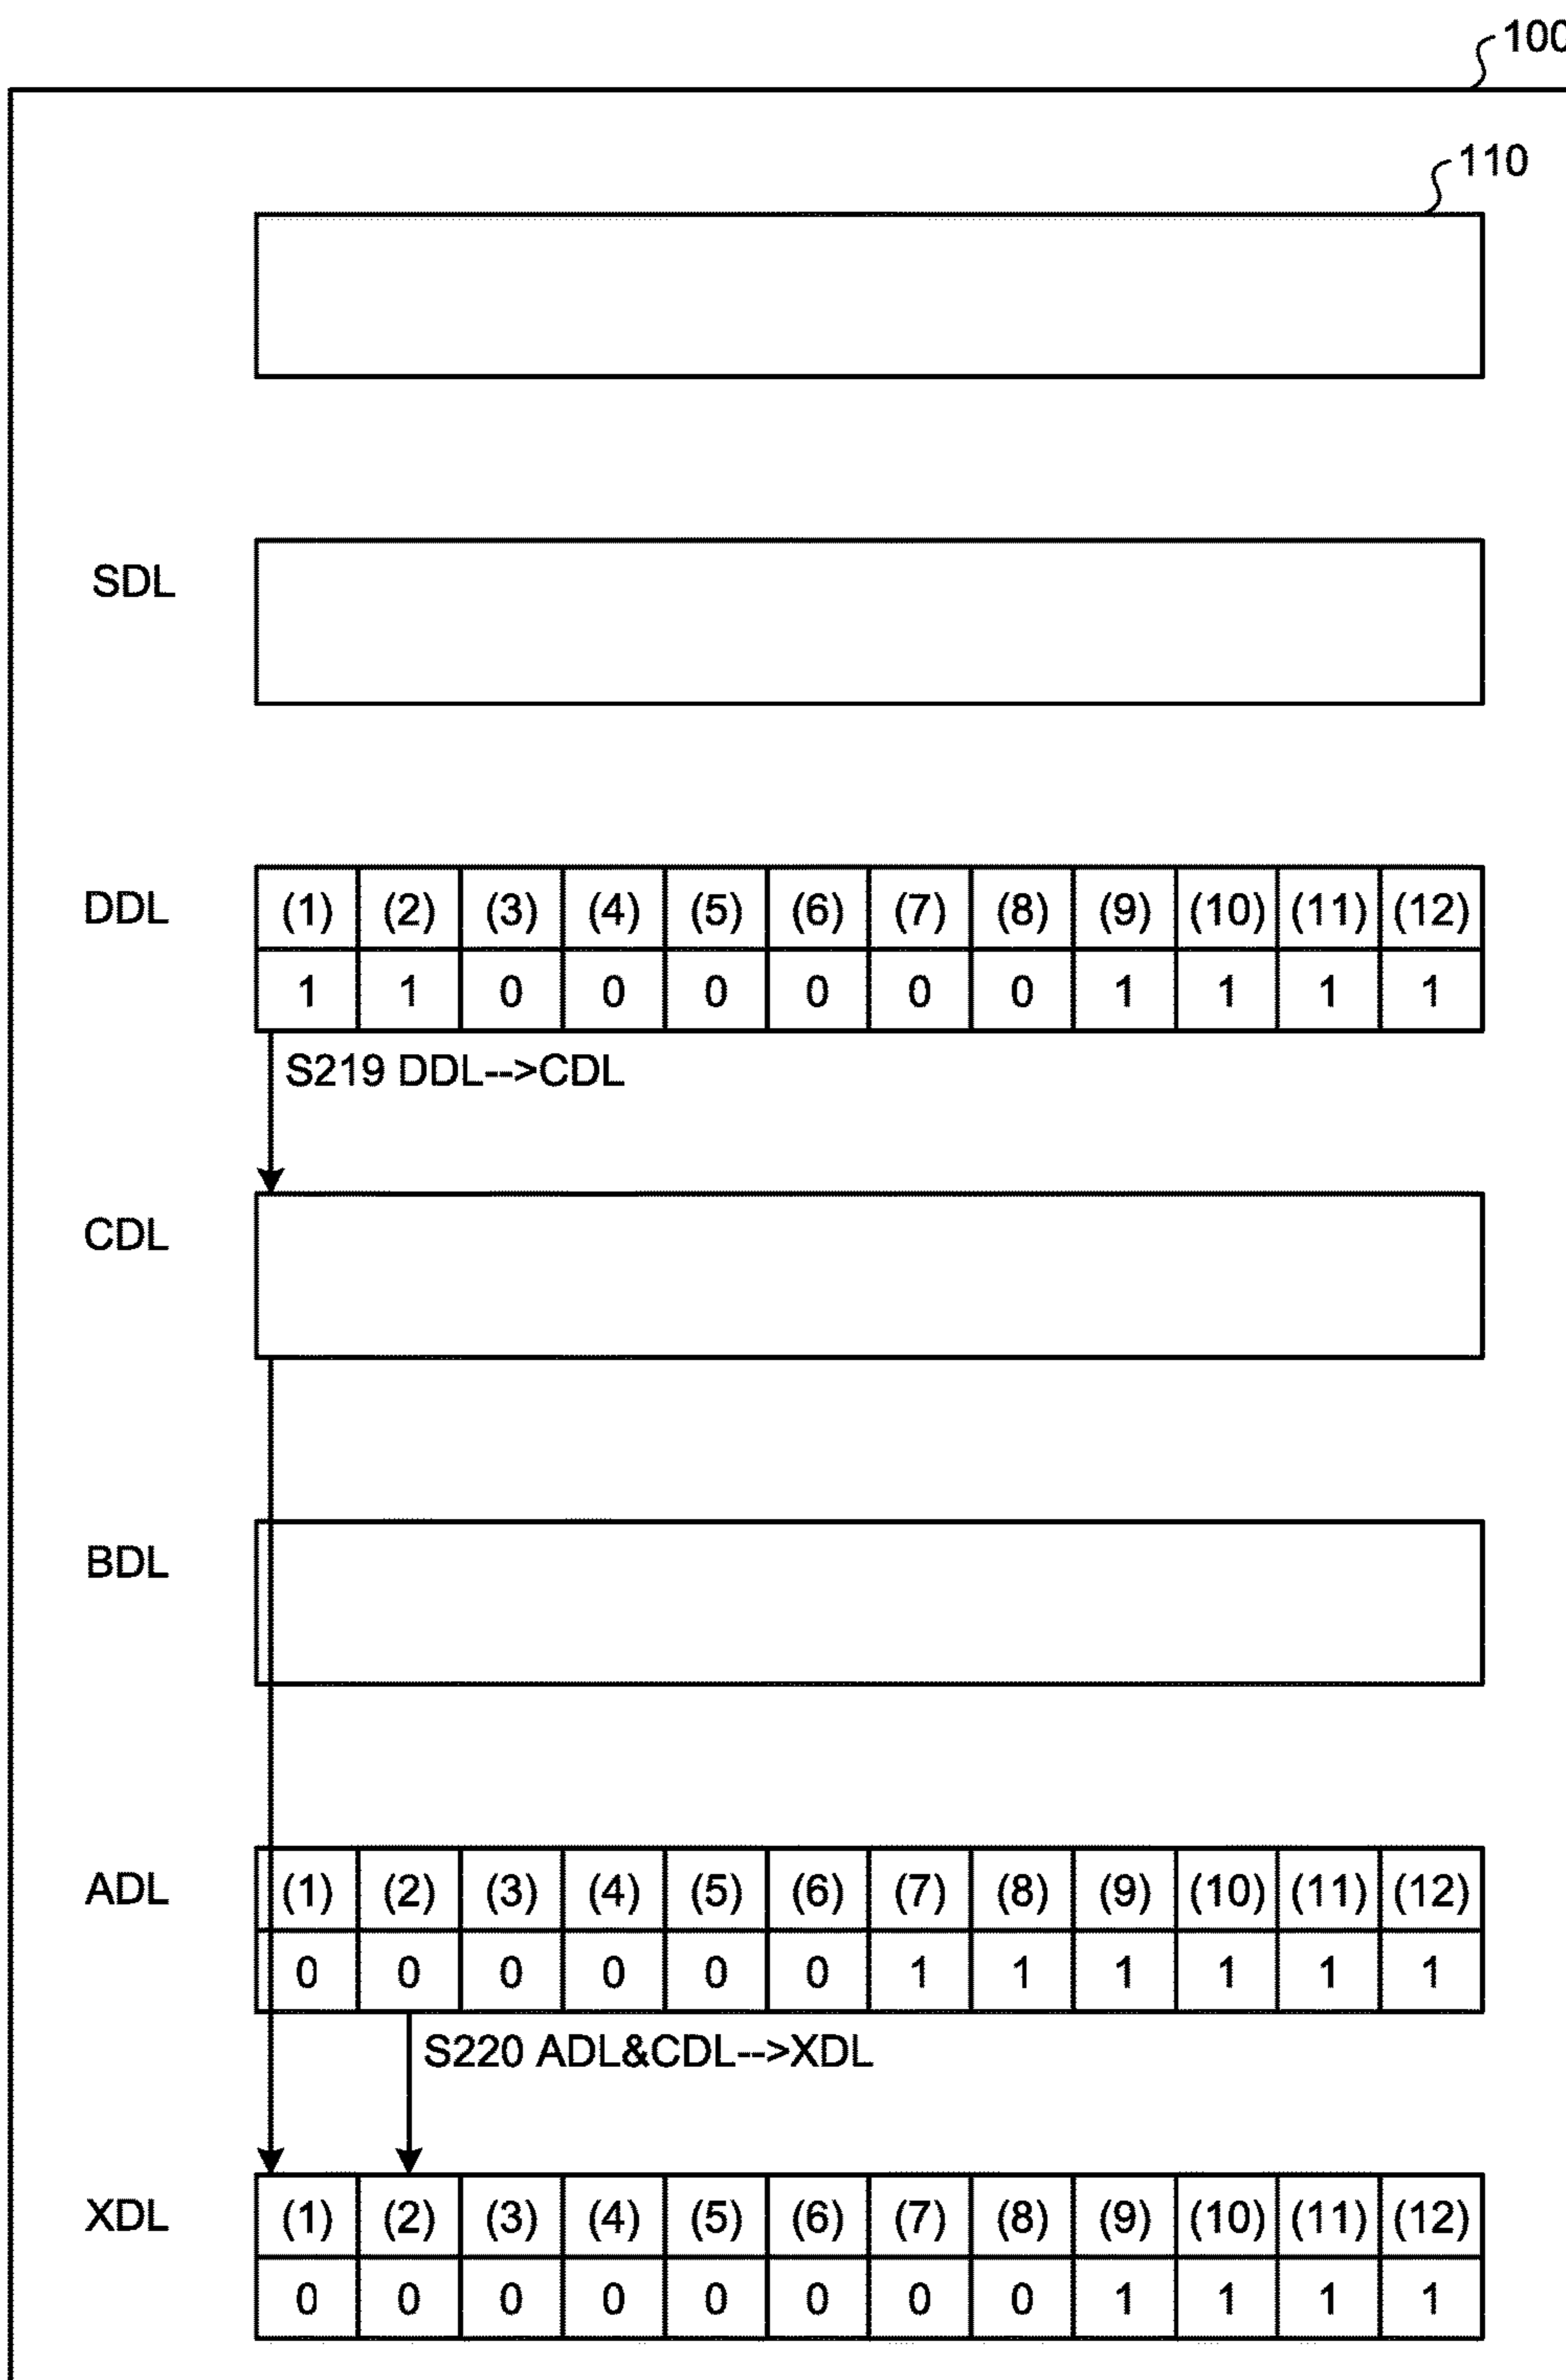 100
110
SDL
DDL (1) (2) (3) (4) (5) (6) (7) (8) (9) (10) (11) (12)
1 1 0 0 0 0 0 0 1 1 1 1
S219 DDL-->CDL
CDL
BDL
ADL (1) (2) (3) (4) (5) (6) (7) (8) (9) (10) (11) (12)
0 0 0 0 0 0 1 1 1 1 1 1
S220 ADL&CDL-->XDL
XDL (1) (2) (3) (4) (5) (6) (7) (8) (9) (10) (11) (12)
0 0 0 0 0 0 0 0 1 1 1 1